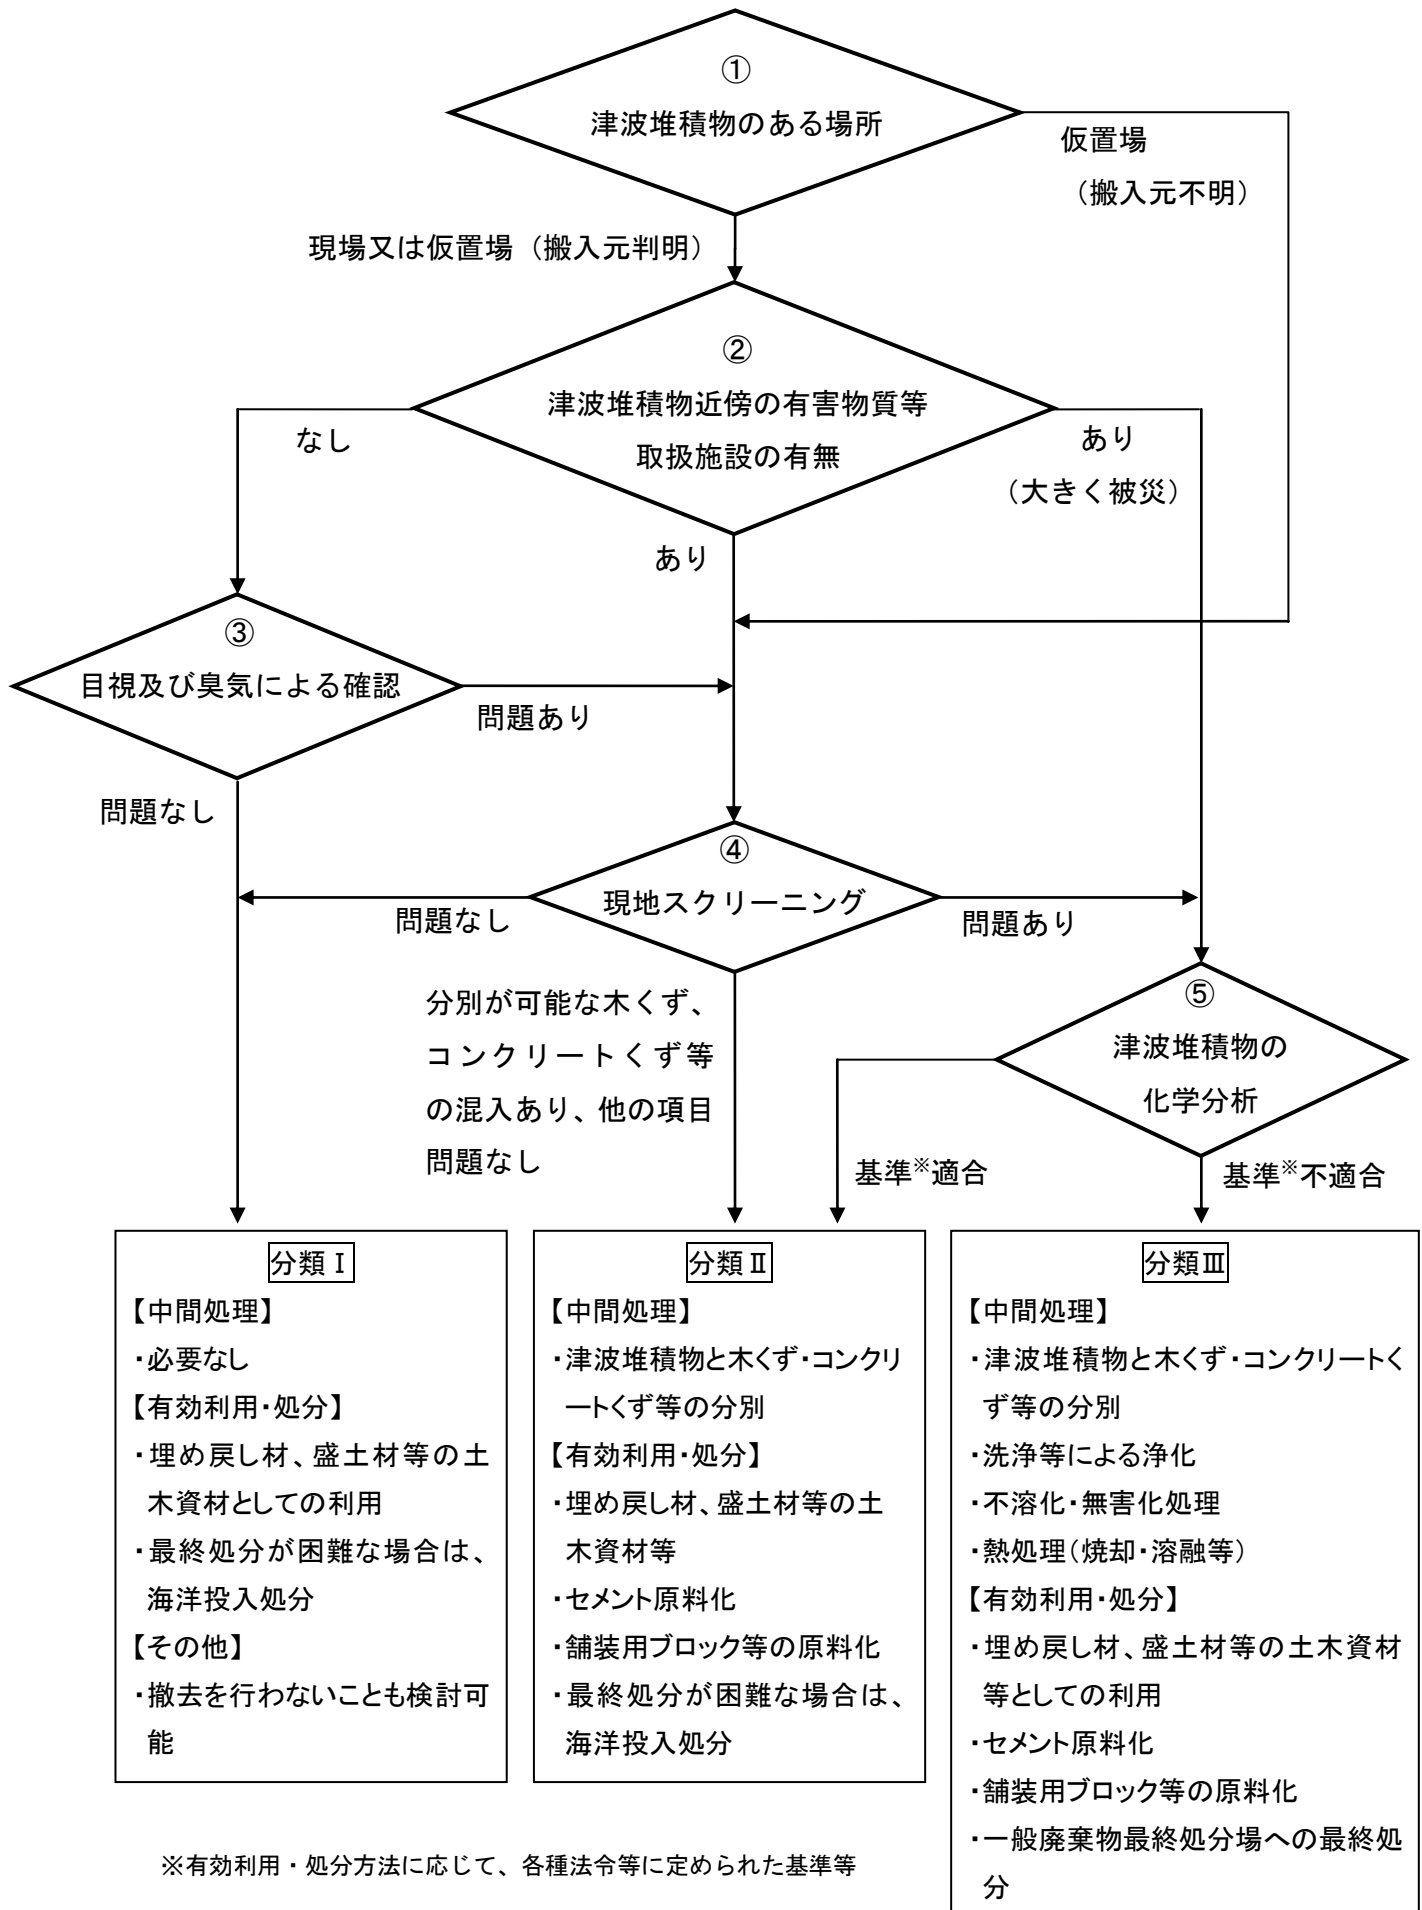 ①
津波堆積物のある場所
仮置場
（搬入元不明）
現場又は仮置場（搬入元判明）
②
津波堆積物近傍の有害物質等
取扱施設の有無
なし
あり
（大きく被災）
あり
③
目視及び臭気による確認
問題あり
問題なし
④
現地スクリーニング
問題なし
問題あり
分別が可能な木くず、
コンクリートくず等
の混入あり、他の項目
問題なし
⑤
津波堆積物の
化学分析
基準※適合
基準※不適合
分類Ⅰ
【中間処理】
・必要なし
【有効利用・処分】
・埋め戻し材、盛土材等の土
木資材としての利用
・最終処分が困難な場合は、
海洋投入処分
【その他】
・撤去を行わないことも検討可
能
分類Ⅱ
【中間処理】
・津波堆積物と木くず・コンクリ
ートくず等の分別
【有効利用・処分】
・埋め戻し材、盛土材等の土
木資材等
・セメント原料化
・舗装用ブロック等の原料化
・最終処分が困難な場合は、
海洋投入処分
分類Ⅲ
【中間処理】
・津波堆積物と木くず・コンクリートく
ず等の分別
・洗浄等による浄化
・不溶化・無害化処理
・熱処理（焼却・溶融等）
【有効利用・処分】
・埋め戻し材、盛土材等の土木資材
等としての利用
・セメント原料化
・舗装用ブロック等の原料化
・一般廃棄物最終処分場への最終処
分
※有効利用・処分方法に応じて、各種法令等に定められた基準等